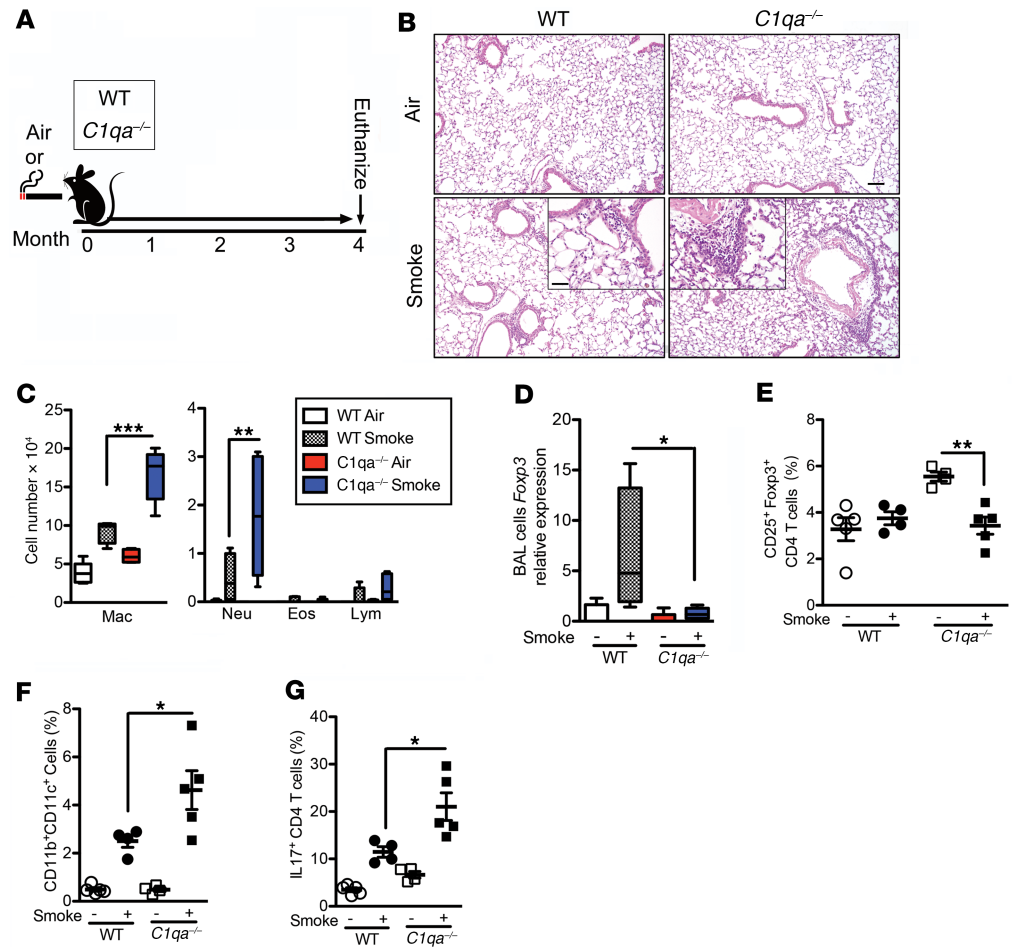 A
WT
C1qa–/–
Air
or
Euthanize
Month 0 1 2 3 4
B
WT C1qa–/–
Air
Smoke
C
Cell number × 10⁴
25
20
15
10
5
0
Mac
***
4
3
2
1
0
**
Neu Eos Lym
WT Air
WT Smoke
C1qa–/– Air
C1qa–/– Smoke
D
BAL cells Foxp3
relative expression
20
15
10
5
0
*
Smoke - + - +
WT C1qa–/–
E
CD25+ Foxp3+
CD4 T cells (%)
8
6
4
2
0
**
Smoke - + - +
WT C1qa–/–
F
CD11b+CD11c+ Cells (%)
8
6
4
2
0
*
Smoke - + - +
WT C1qa–/–
G
IL17+ CD4 T cells (%)
40
30
20
10
0
*
Smoke - + - +
WT C1qa–/–